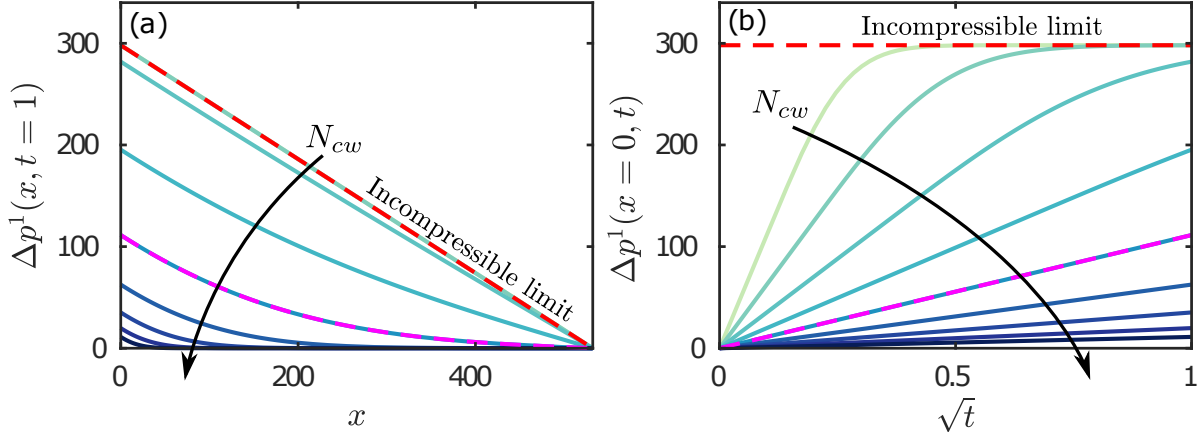 (a)
300
200
100
0
Δp¹(x, t = 1)
N_cw
Incompressible limit
0
200
400
x
(b)
Incompressible limit
300
200
100
0
Δp¹(x = 0, t)
N_cw
0
0.5
1
√t